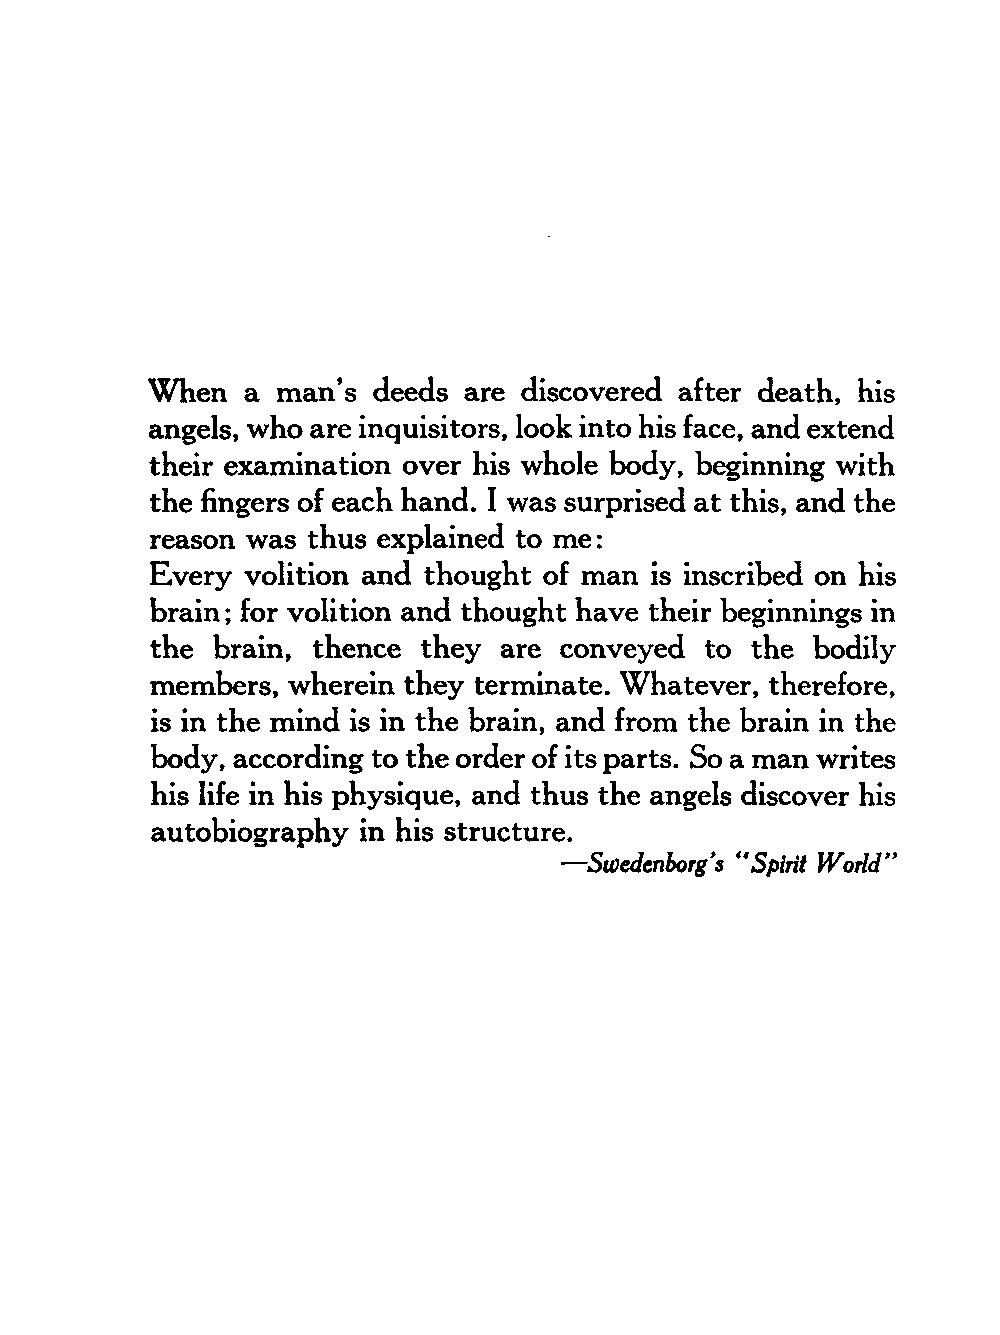 When a man's deeds are discovered after death, his
angels, who are inquisitors, look into his face, and extend
their examination over his whole body, beginning with
the fingers of each hand. I was surprised at this, and the
reason was thus explained to me:
Every volition and thought of man is inscribed on his
brain; for volition and thought have their beginnings in
the brain, thence they are conveyed to the bodily
members, wherein they terminate. Whatever, therefore,
is in the mind is in the brain, and from the brain in the
body, according to the order of its parts. So a man writes
his life in his physique, and thus the angels discover his
autobiography in his structure.
—Swedenborg's "Spirit World"